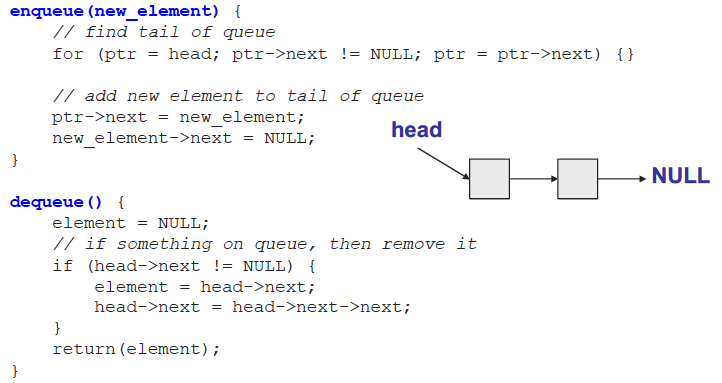 enqueue(new_element) {
// find tail of queue
for (ptr = head; ptr->next != NULL; ptr = ptr->next) {}
// add new element to tail of queue
ptr->next = new_element;
new_element->next = NULL;
}
head
NULL
dequeue() {
element = NULL;
// if something on queue, then remove it
if (head->next != NULL) {
element = head->next;
head->next = head->next->next;
}
return(element);
}